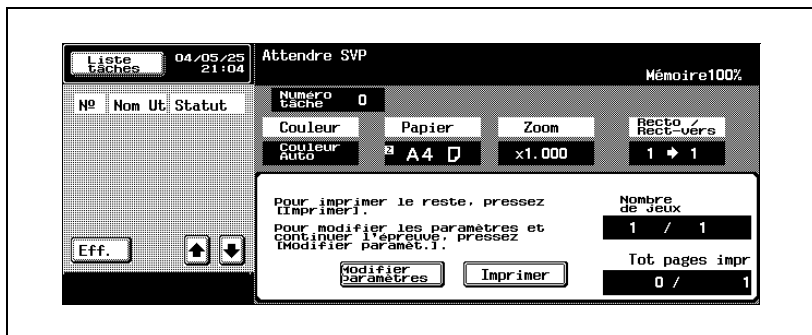 Liste
tâches
04/05/25
21:04
Attendre SVP
Mémoire100%
Nº Nom Ut Statut
Numéro
tâche 0
Couleur Papier Zoom Recto /
Rect-vers
Couleur
Auto
2 A4
x1.000
1 → 1
Pour imprimer le reste, pressez
[Imprimer].
Pour modifier les paramètres et
continuer l'épreuve, pressez
[Modifier paramèt.].
Nombre
de jeux
1 / 1
Eff.
Modifier
paramètres
Imprimer
Tot pages impr
0 / 1